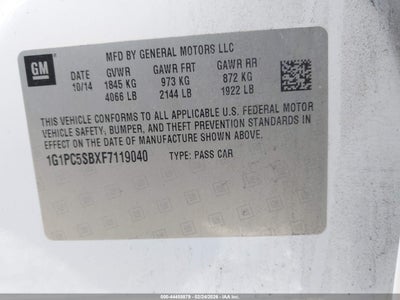 GM
MFD BY GENERAL MOTORS LLC
DATE GVWR GAWR FRT GAWR RR
10/14 1845 KG 973 KG 872 KG
4066 LB 2144 LB 1922 LB
THIS VEHICLE CONFORMS TO ALL APPLICABLE U.S. FEDERAL MOTOR
VEHICLE SAFETY, BUMPER, AND THEFT PREVENTION STANDARDS IN
EFFECT ON THE DATE OF MANUFACTURE SHOWN ABOVE.
1G1PC5SBXF7119040 TYPE: PASS CAR